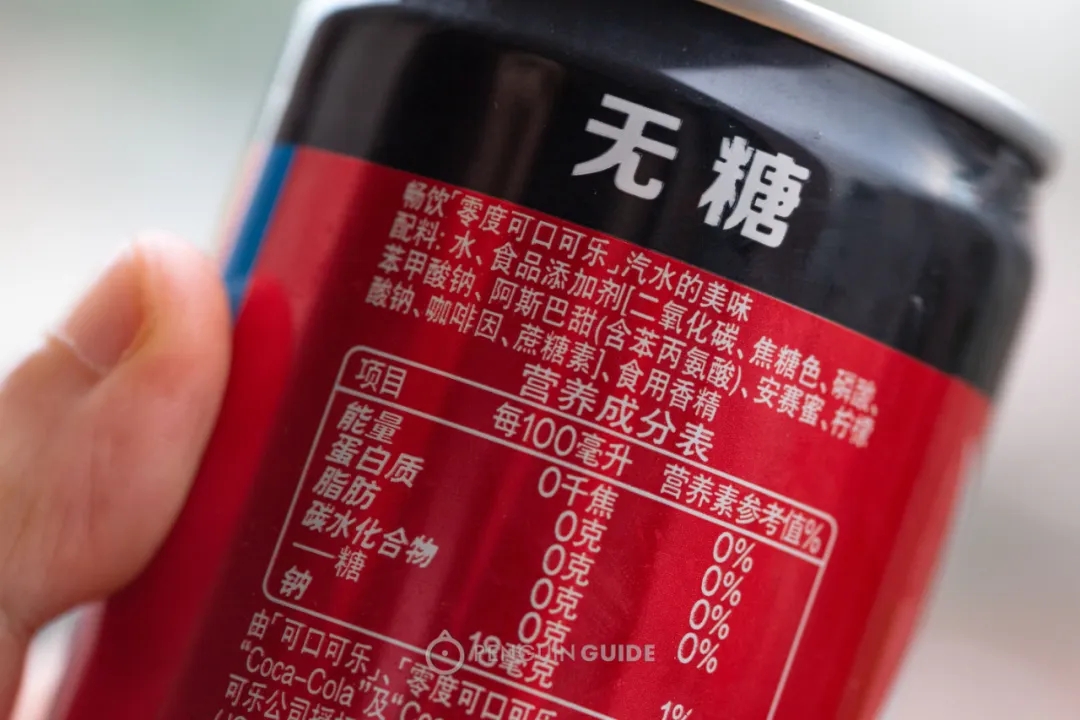 无糖
畅饮「零度可口可乐」汽水的美味
配料: 水、食品添加剂[二氧化碳、焦糖色、磷酸、
苯甲酸钠、阿斯巴甜(含苯丙氨酸)、安赛蜜、柠檬
酸钠、咖啡因、蔗糖素]、食用香精
营养成分表
项目 每100毫升 营养素参考值%
能量 0千焦 0%
蛋白质 0克 0%
脂肪 0克 0%
碳水化合物 0克 0%
—糖 0克
钠 18毫克 1%
由「可口可乐」、「零度可口可乐
“Coca-Cola”及“Coc
可乐公司授权
PENGUIN GUIDE